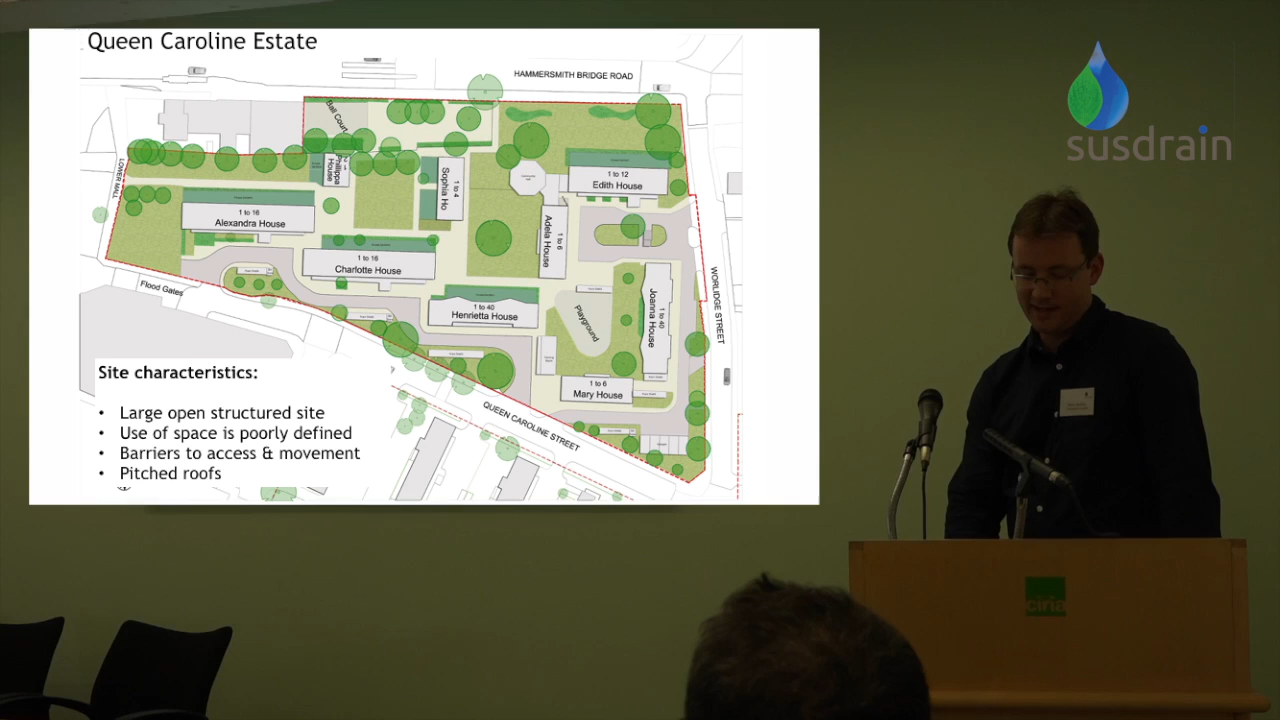 Queen Caroline Estate
HAMMERSMITH BRIDGE ROAD
Ball Court
LOWER MALL
Philippa
House
1 to 4
Sophia Ho
1 to 12
Edith House
1 to 16
Alexandra House
1 to 6
Adela House
1 to 16
Charlotte House
Flood Gates
1 to 40
Henrietta House
Playground
1 to 40
Joanna House
WORLIDGE STREET
1 to 6
Mary House
QUEEN CAROLINE STREET
Site characteristics:
• Large open structured site
• Use of space is poorly defined
• Barriers to access & movement
• Pitched roofs
susdrain
ciria